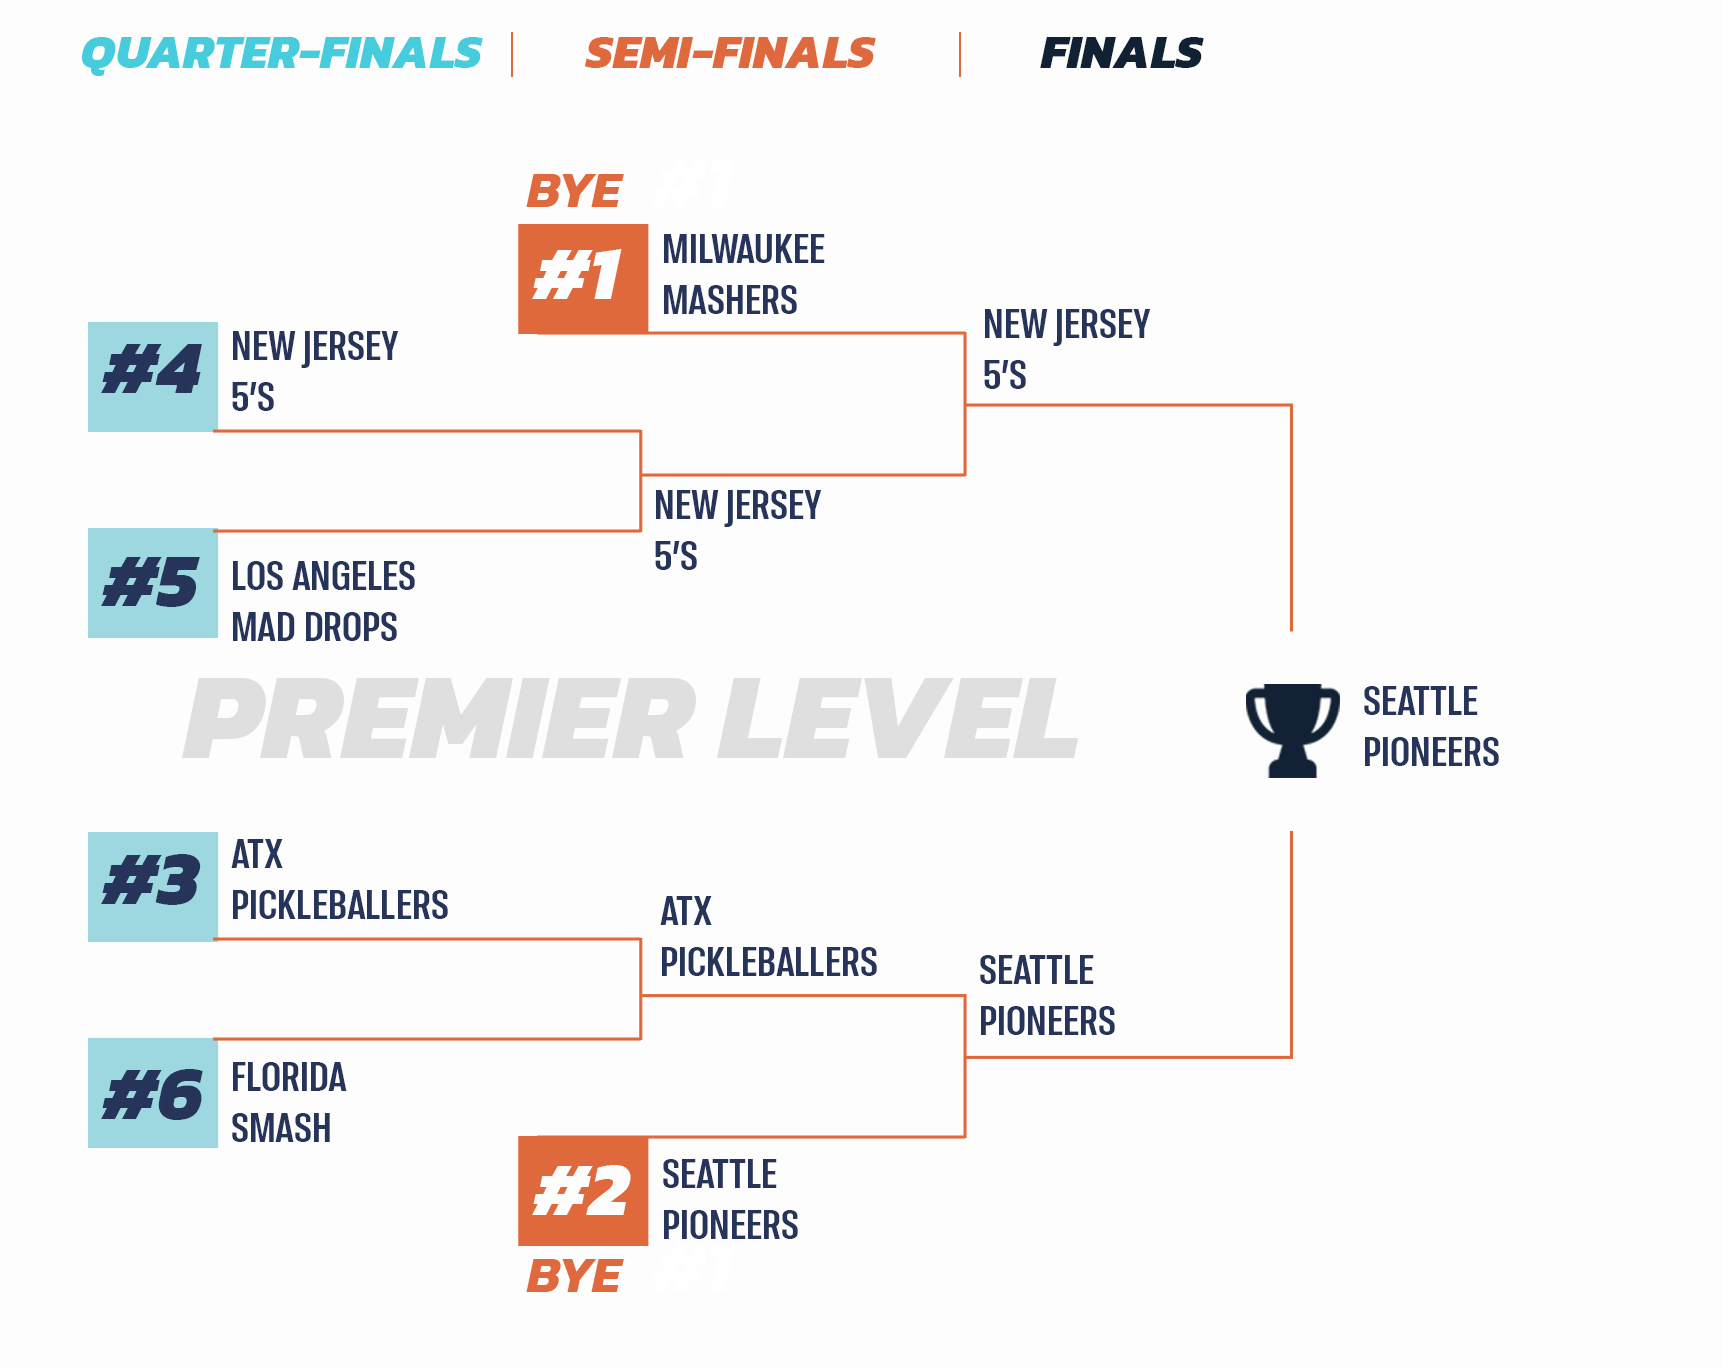 QUARTER-FINALS
SEMI-FINALS
FINALS
BYE
#1
#1
MILWAUKEE
MASHERS
#4
NEW JERSEY
5'S
NEW JERSEY
5'S
#5
LOS ANGELES
MAD DROPS
NEW JERSEY
5'S
PREMIER LEVEL
SEATTLE
PIONEERS
#3
ATX
PICKLEBALLERS
ATX
PICKLEBALLERS
SEATTLE
PIONEERS
#6
FLORIDA
SMASH
#2
SEATTLE
PIONEERS
BYE
#1